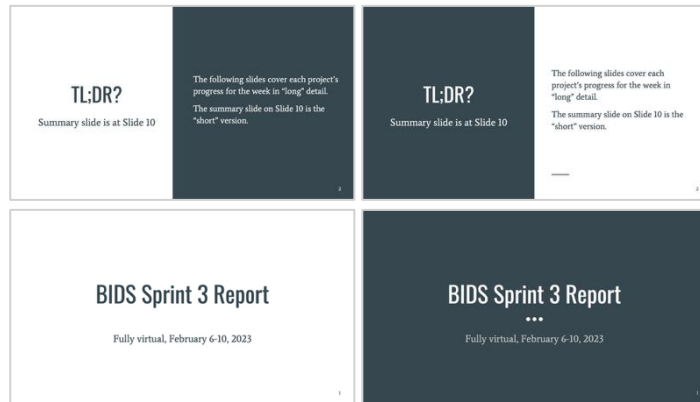 TL;DR?
Summary slide is at Slide 10
The following slides cover each project's
progress for the week in
"long" detail.
The summary slide on Slide 10 is the
"short" version.
2
TL;DR?
Summary slide is at Slide 10
The following slides cover each
project's progress for the week in
"long" detail.
The summary slide on Slide 10 is the
"short" version.
2
BIDS Sprint 3 Report
Fully virtual, February 6-10, 2023
1
BIDS Sprint 3 Report
Fully virtual, February 6-10, 2023
1